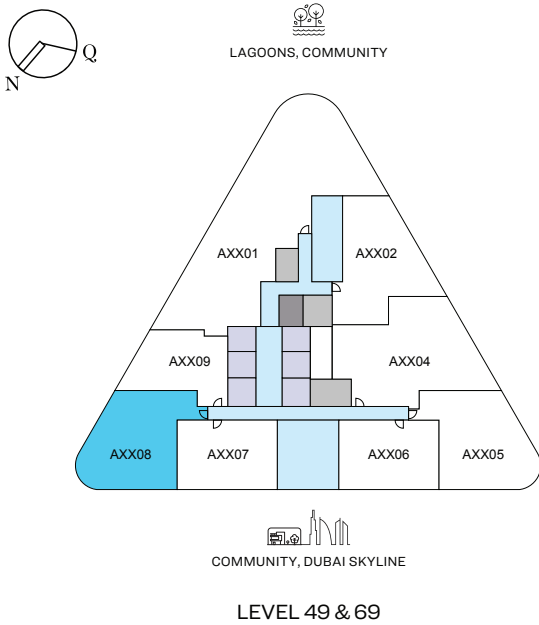 LAGOONS, COMMUNITY
Q
N
AXX01
AXX02
AXX09
AXX04
AXX08
AXX07
AXX06
AXX05
COMMUNITY, DUBAI SKYLINE
LEVEL 49 & 69